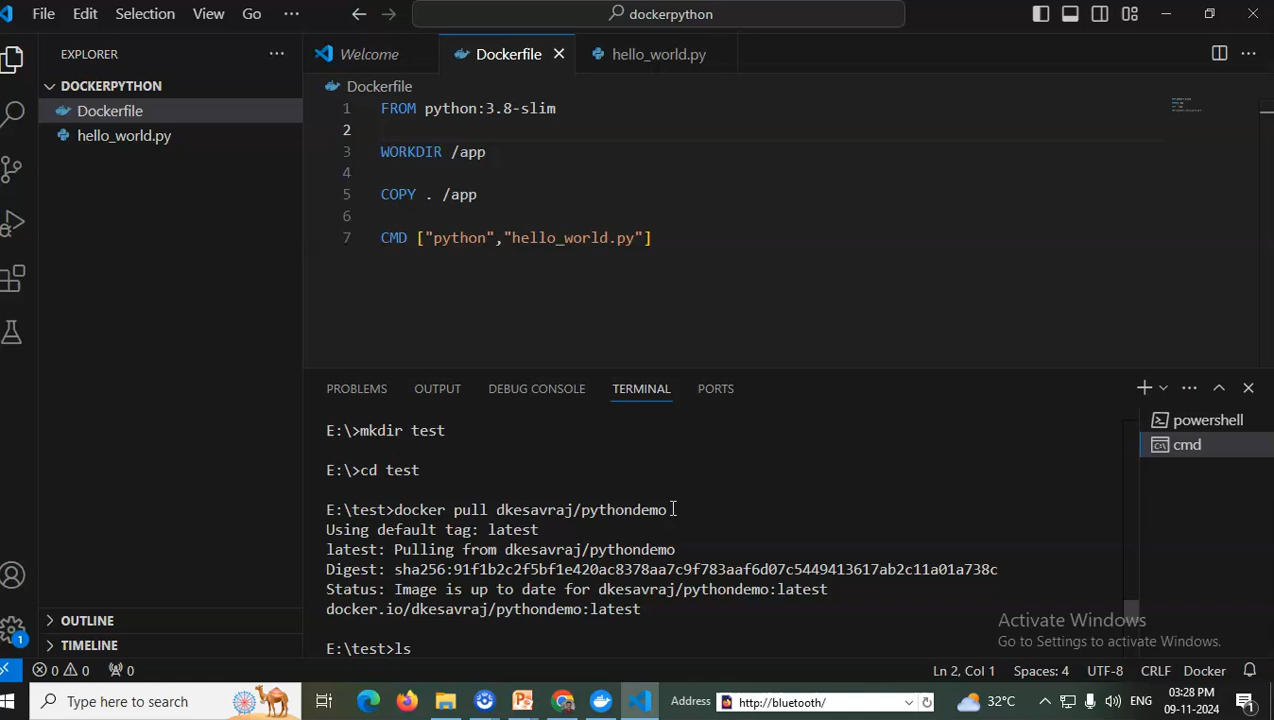 File Edit Selection View Go ··· dockerpython
EXPLORER ···
DOCKERPYTHON
Dockerfile
hello_world.py
OUTLINE
TIMELINE
Welcome Dockerfile hello_world.py ···
Dockerfile
1 FROM python:3.8-slim
2
3 WORKDIR /app
4
5 COPY . /app
6
7 CMD ["python","hello_world.py"]
PROBLEMS OUTPUT DEBUG CONSOLE TERMINAL PORTS ···
powershell
cmd
E:\>mkdir test
E:\>cd test
E:\test>docker pull dkesavraj/pythondemo
Using default tag: latest
latest: Pulling from dkesavraj/pythondemo
Digest: sha256:91f1b2c2f5bf1e420ac8378aa7c9f783aaf6d07c5449413617ab2c11a01a738c
Status: Image is up to date for dkesavraj/pythondemo:latest
docker.io/dkesavraj/pythondemo:latest
E:\test>ls
Activate Windows
Go to Settings to activate Windows.
1
0 0 0 Ln 2, Col 1 Spaces: 4 UTF-8 CRLF Docker
Type here to search Address http://bluetooth/ 32°C ENG 03:28 PM
09-11-2024 1